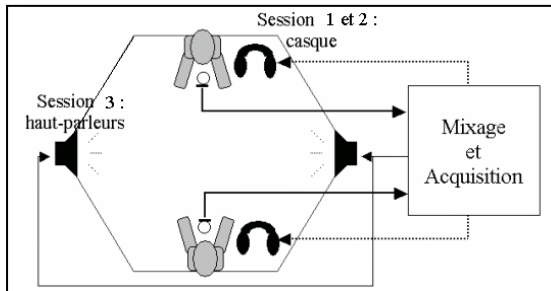 Session 1 et 2 :
casque
Session 3 :
haut-parleurs
Mixage
et
Acquisition